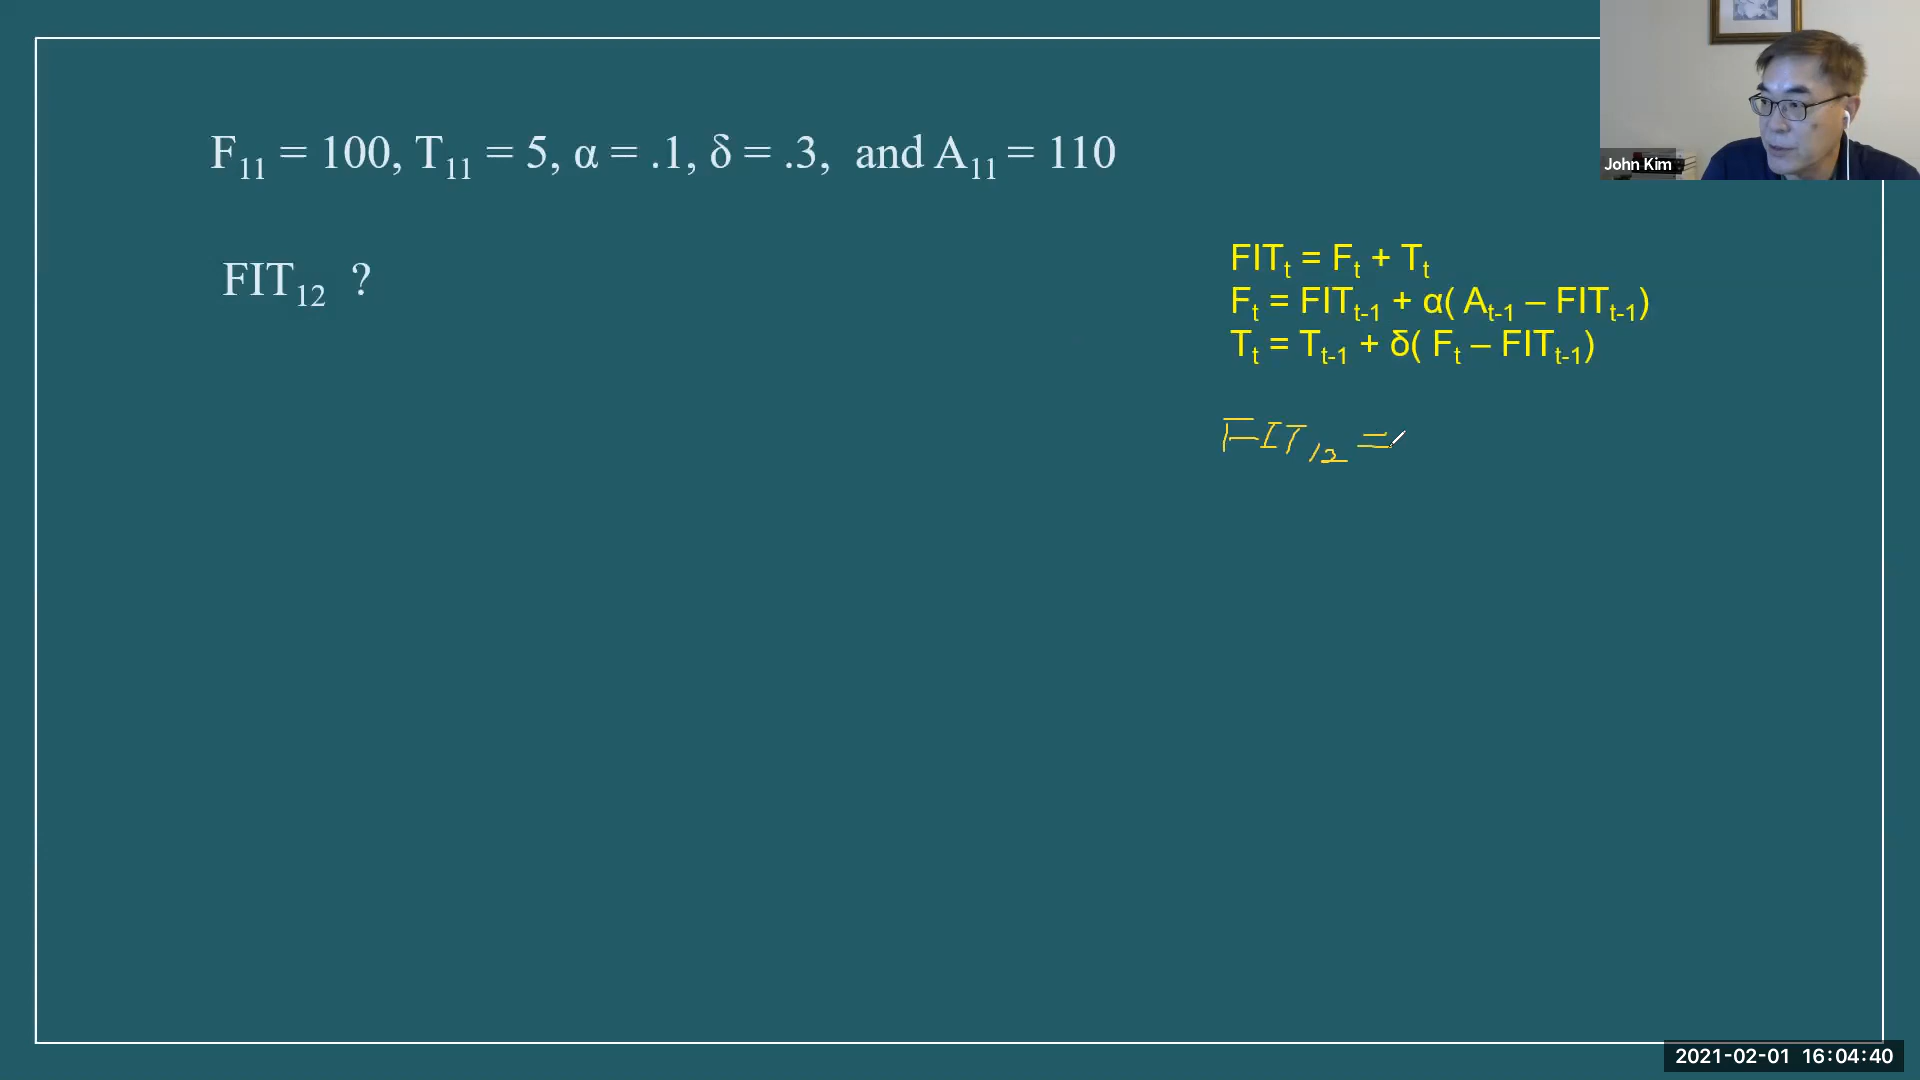 F₁₁ = 100, T₁₁ = 5, α = .1, δ = .3, and A₁₁ = 110
John Kim
FITₜ = Fₜ + Tₜ
FIT₁₂ ?
Fₜ = FITₜ₋₁ + α( Aₜ₋₁ – FITₜ₋₁)
Tₜ = Tₜ₋₁ + δ( Fₜ – FITₜ₋₁)
FIT₁₂ =
2021-02-01 16:04:40